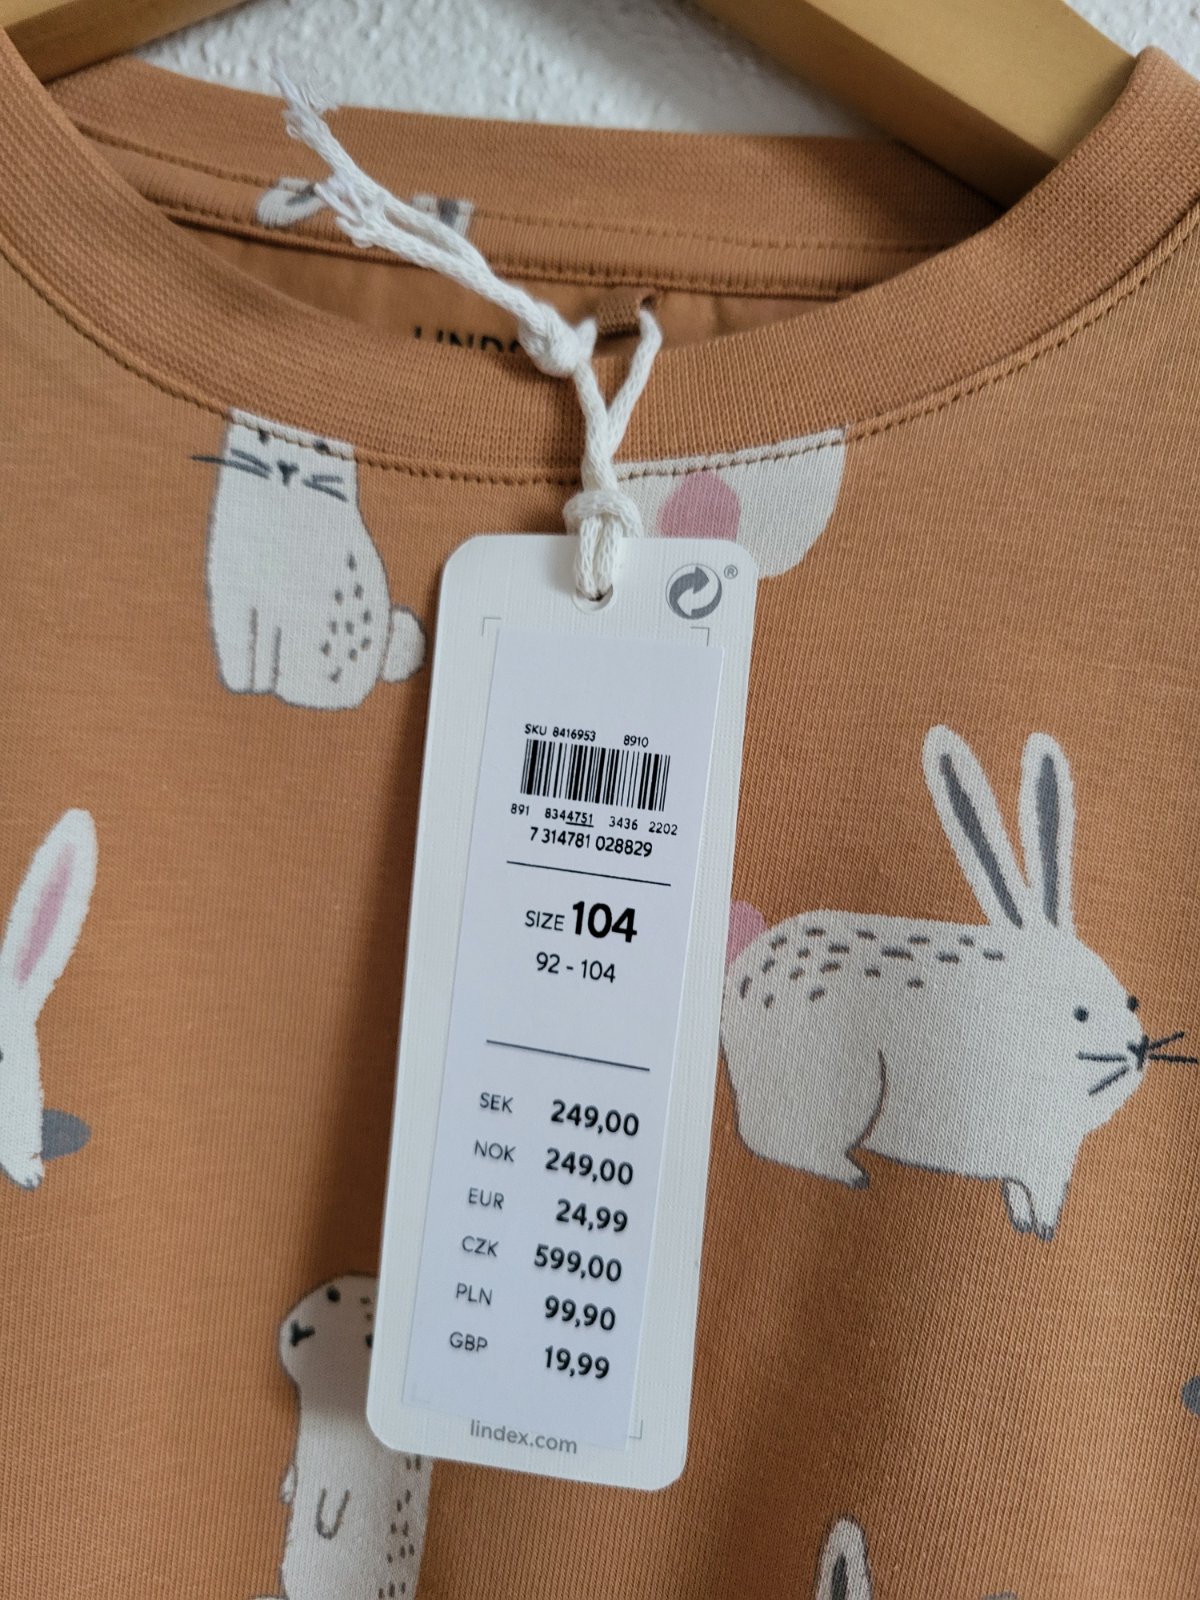 ®
SKU 8416953 8910
891 8344751 3436 2202
7 314781 028829
SIZE 104
92 - 104
SEK 249,00
NOK 249,00
EUR 24,99
CZK 599,00
PLN 99,90
GBP 19,99
lindex.com